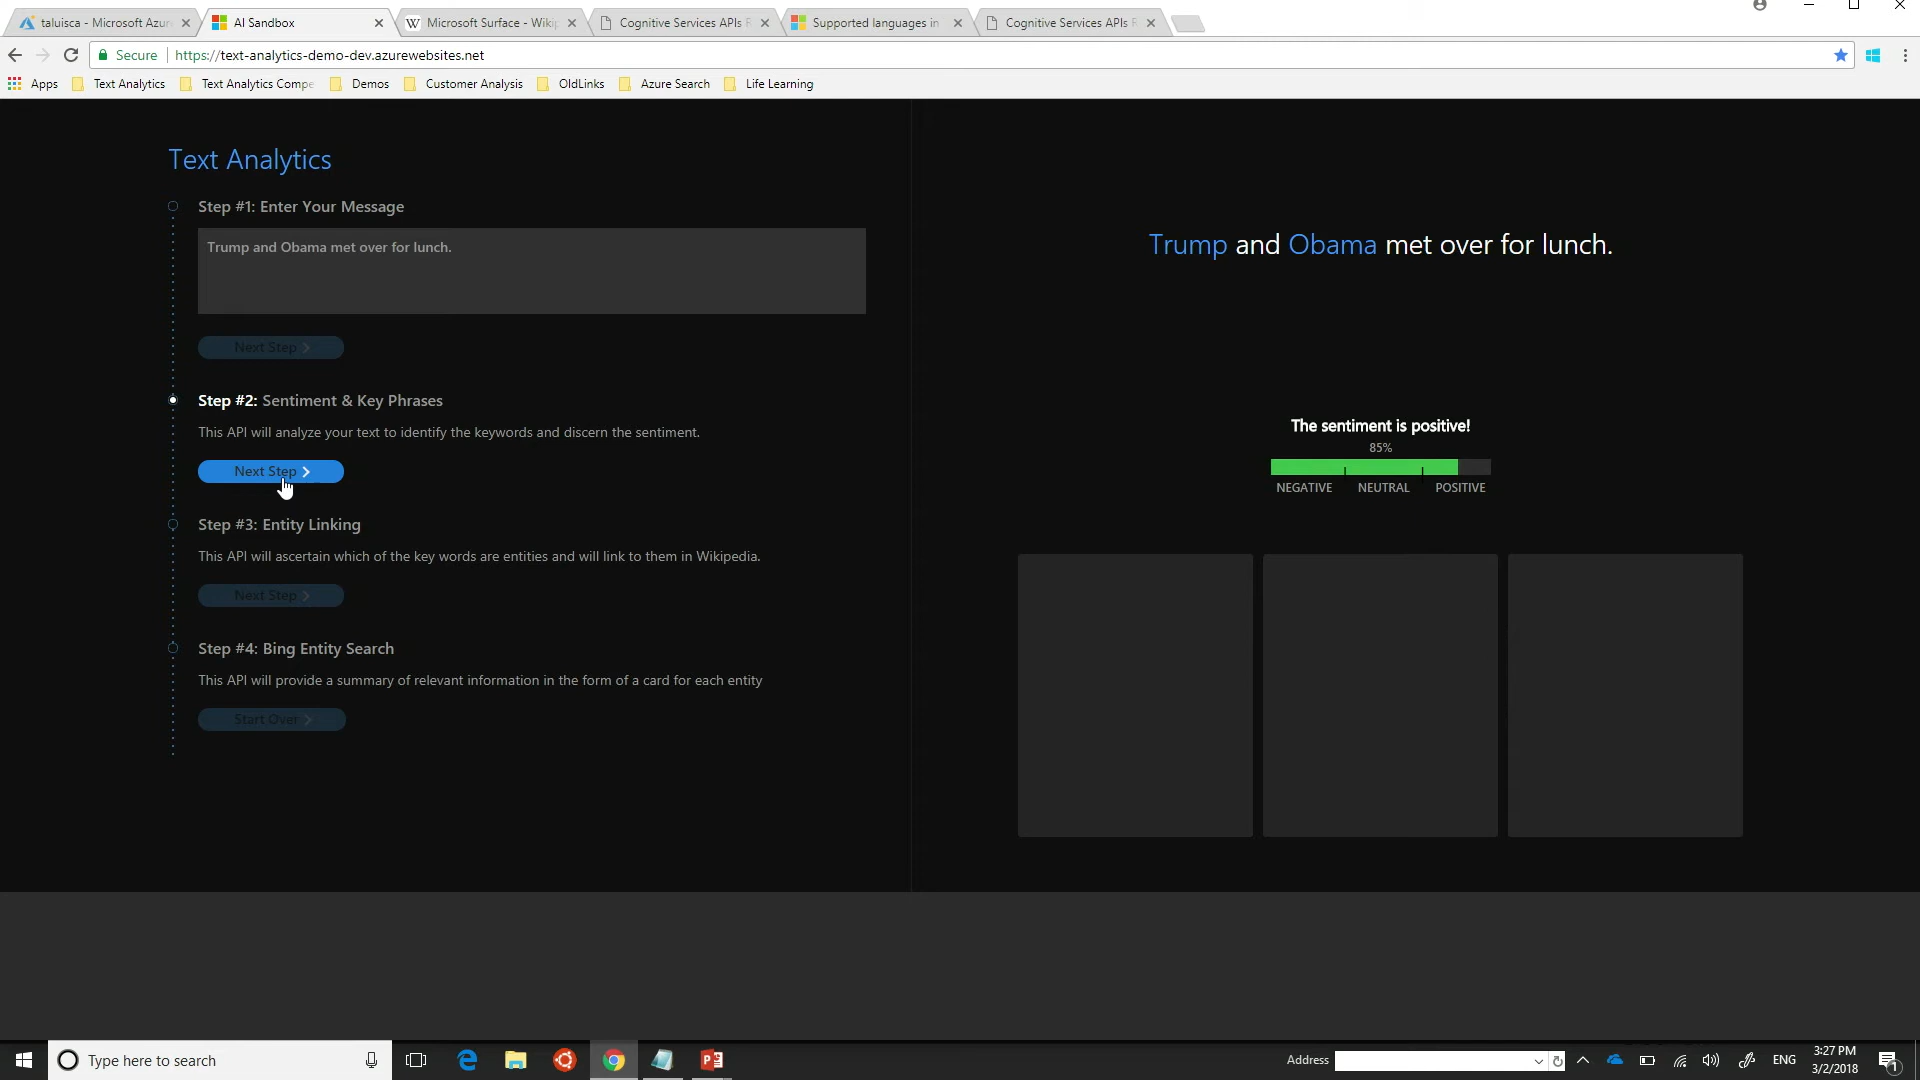 taluisca - Microsoft Azur
AI Sandbox
Microsoft Surface - Wikip
Cognitive Services APIs R
Supported languages in
Cognitive Services APIs R
Secure
https://text-analytics-demo-dev.azurewebsites.net
Apps
Text Analytics
Text Analytics Compe
Demos
Customer Analysis
OldLinks
Azure Search
Life Learning
Text Analytics
Step #1: Enter Your Message
Trump and Obama met over for lunch.
Next Step
Step #2: Sentiment & Key Phrases
This API will analyze your text to identify the keywords and discern the sentiment.
Next Step
Step #3: Entity Linking
This API will ascertain which of the key words are entities and will link to them in Wikipedia.
Next Step
Step #4: Bing Entity Search
This API will provide a summary of relevant information in the form of a card for each entity
Start Over
Trump and Obama met over for lunch.
The sentiment is positive!
85%
NEGATIVE NEUTRAL POSITIVE
Type here to search
Address
ENG
3:27 PM
3/2/2018
1